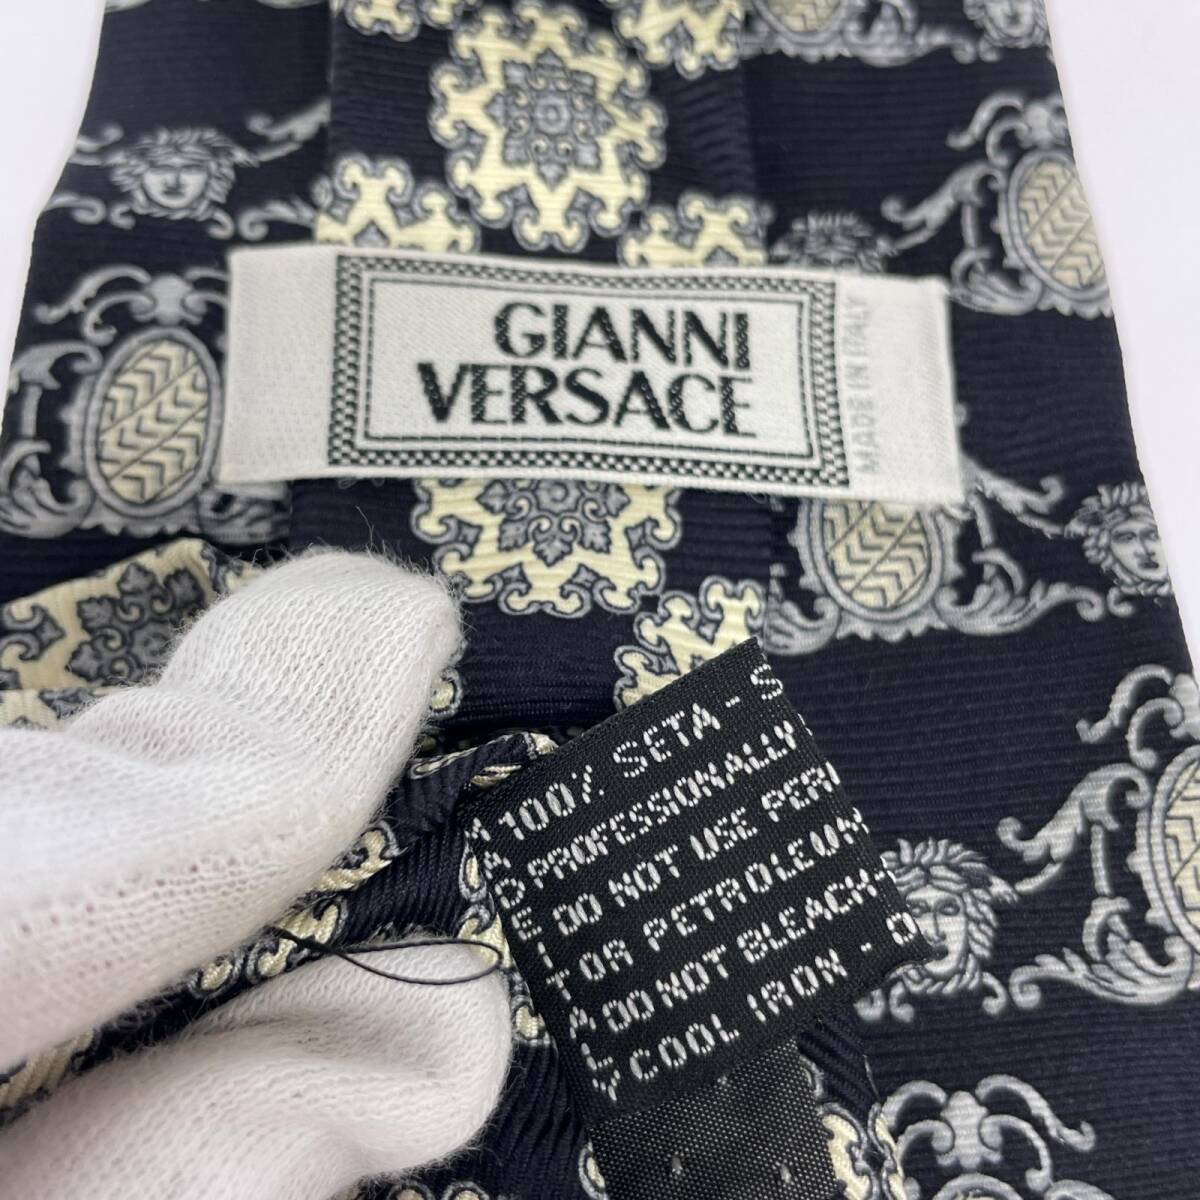 GIANNI
VERSACE
MADE IN ITALY
100% SETA - S
PROFESSIONALLY
DO NOT USE PER
OR PETROLEUM
DO NOT BLEACH -
COOL IRON -
ITALY